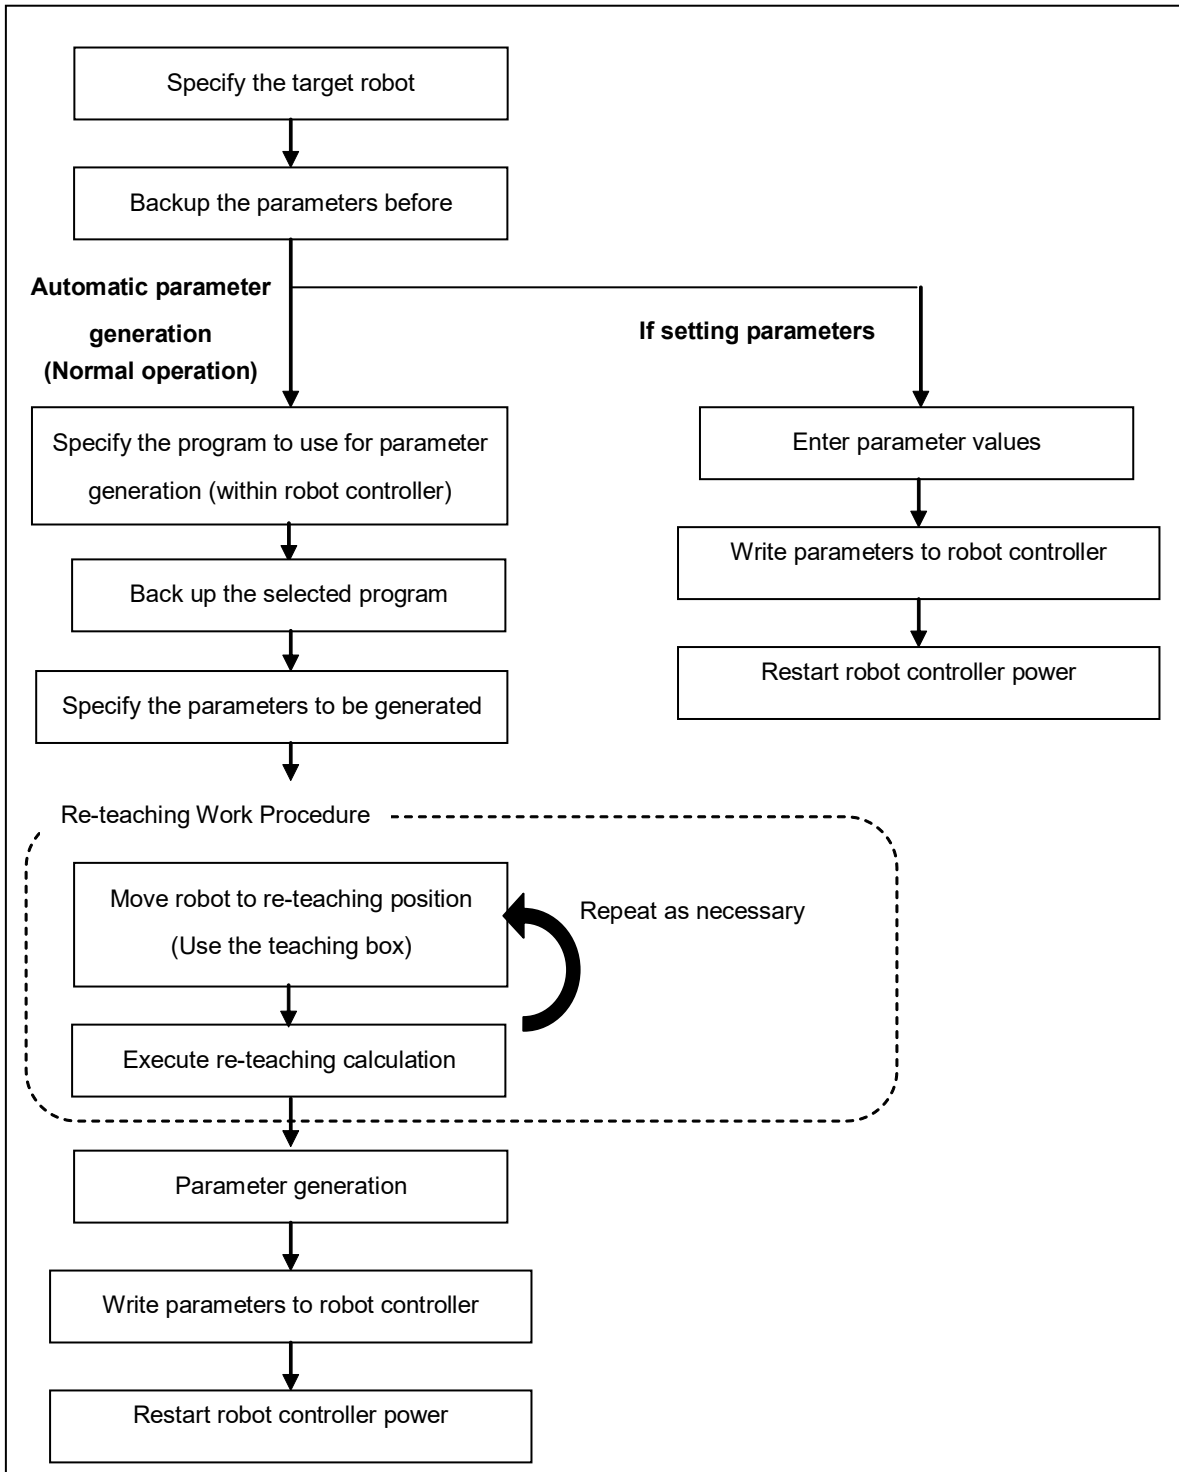 Specify the target robot
Backup the parameters before
Automatic parameter
generation
(Normal operation)
If setting parameters
Specify the program to use for parameter
generation (within robot controller)
Enter parameter values
Back up the selected program
Write parameters to robot controller
Specify the parameters to be generated
Restart robot controller power
Re-teaching Work Procedure
Move robot to re-teaching position
(Use the teaching box)
Repeat as necessary
Execute re-teaching calculation
Parameter generation
Write parameters to robot controller
Restart robot controller power